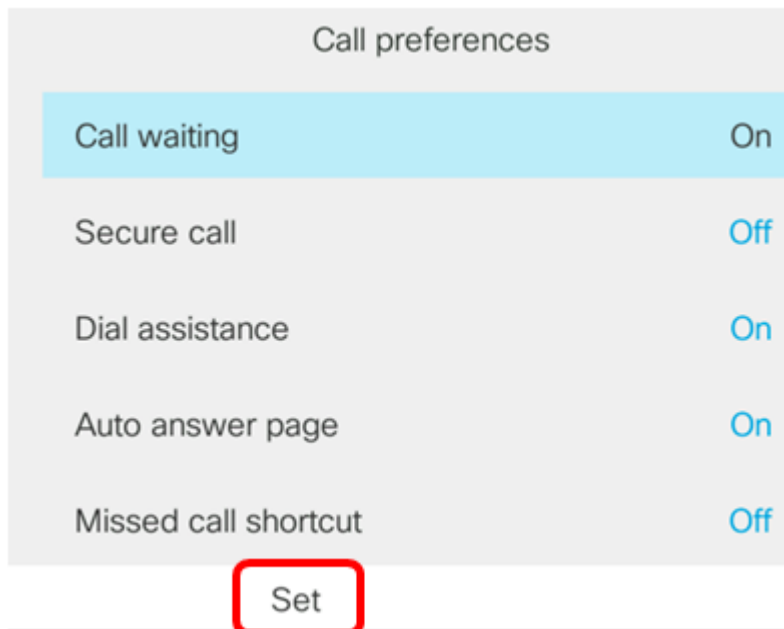 Call preferences
Call waiting On
Secure call Off
Dial assistance On
Auto answer page On
Missed call shortcut Off
Set